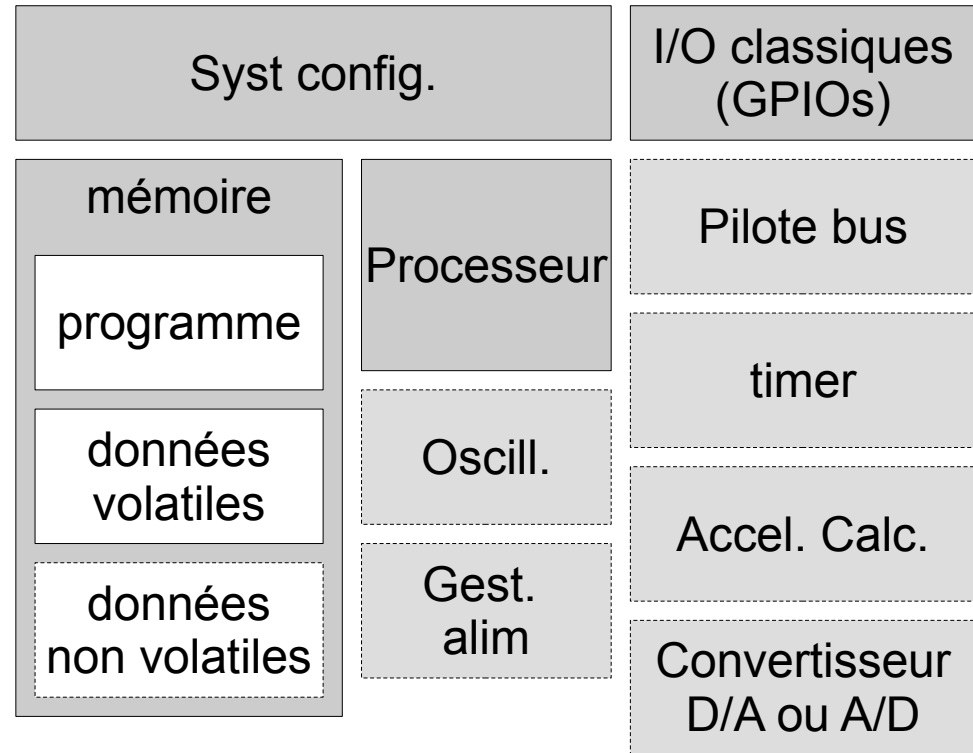 Syst config.
I/O classiques
(GPIOs)
mémoire
programme
données
volatiles
données
non volatiles
Processeur
Oscill.
Gest.
alim
Pilote bus
timer
Accel. Calc.
Convertisseur
D/A ou A/D